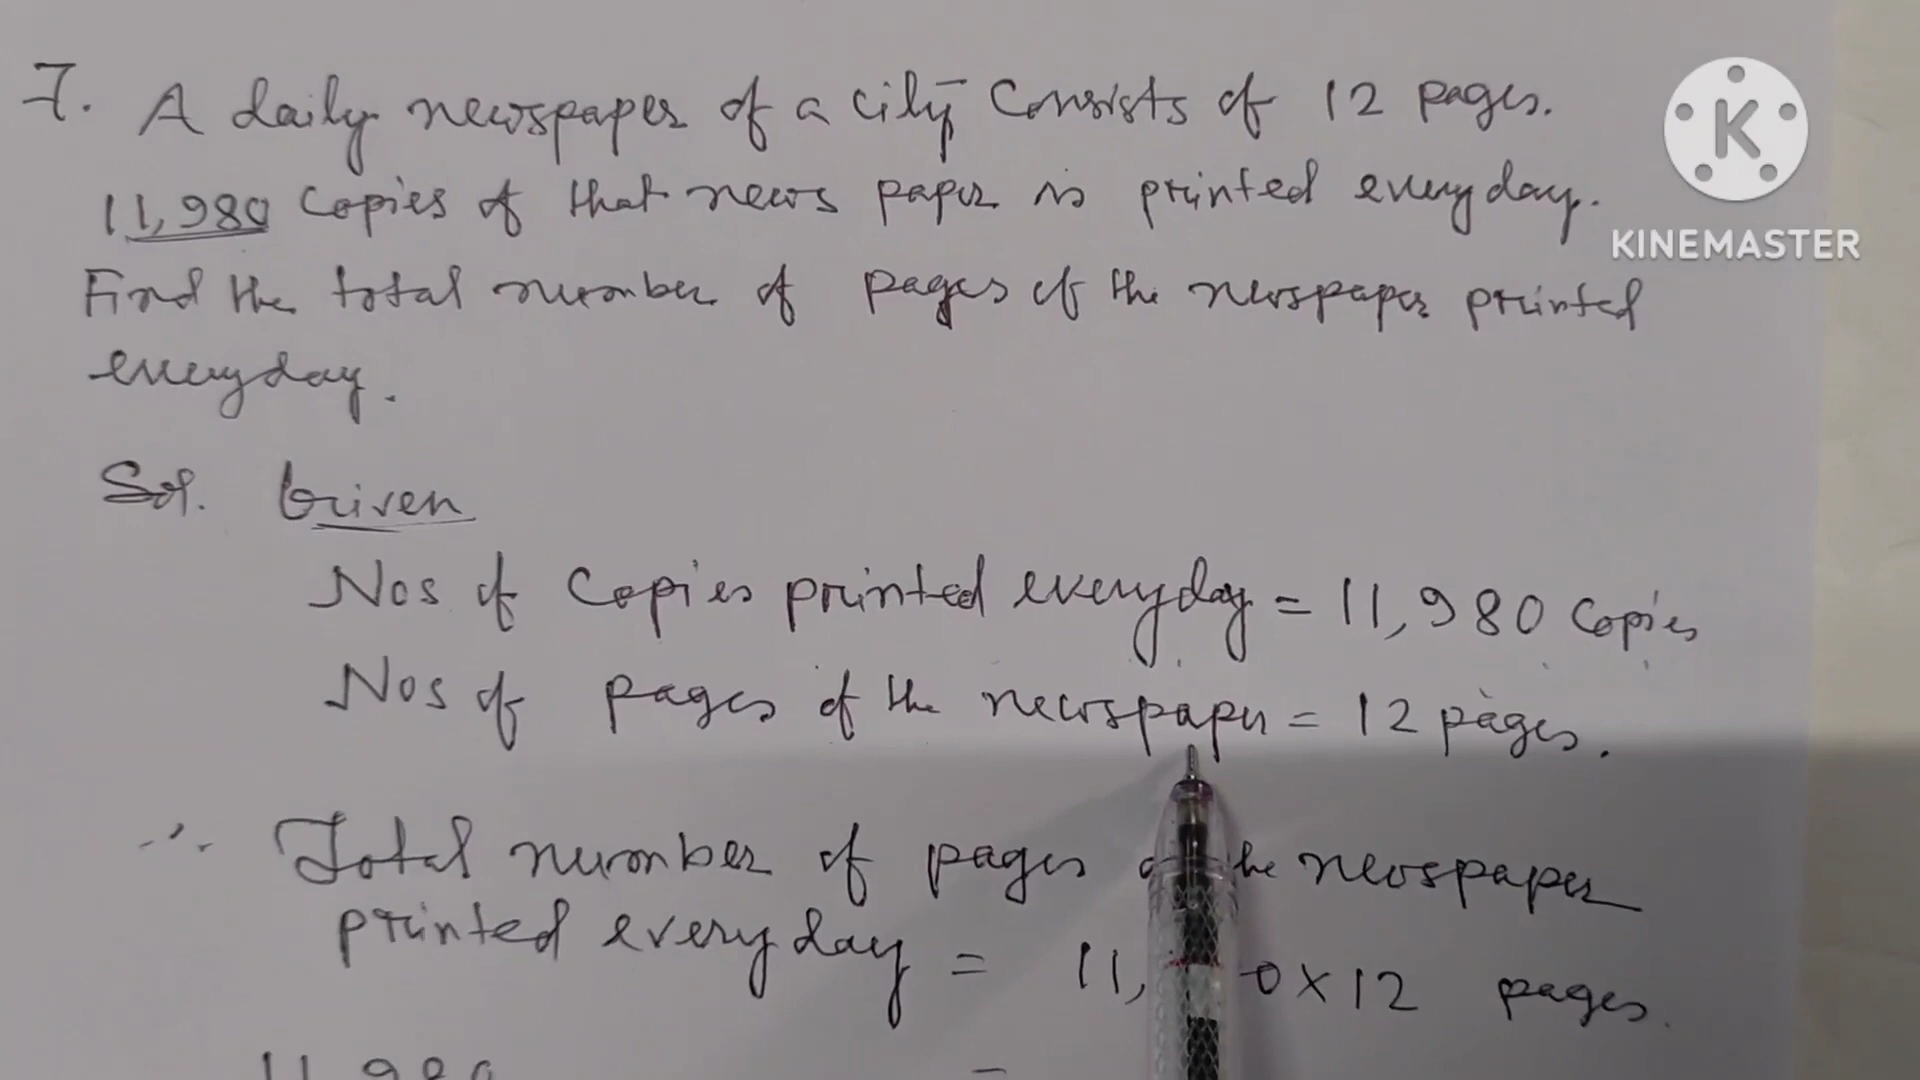 7. A daily newspaper of a city consists of 12 pages.
11,980 Copies of that news paper is printed everyday.
Find the total number of pages of the newspaper printed
everyday.
K
KINEMASTER
Sol. Given
Nos of Copies printed everyday = 11,980 Copies
Nos of pages of the newspaper = 12 pages.
∴ Total number of pages the newspaper
printed everyday = 11, 0 x 12 pages.
11 980 =